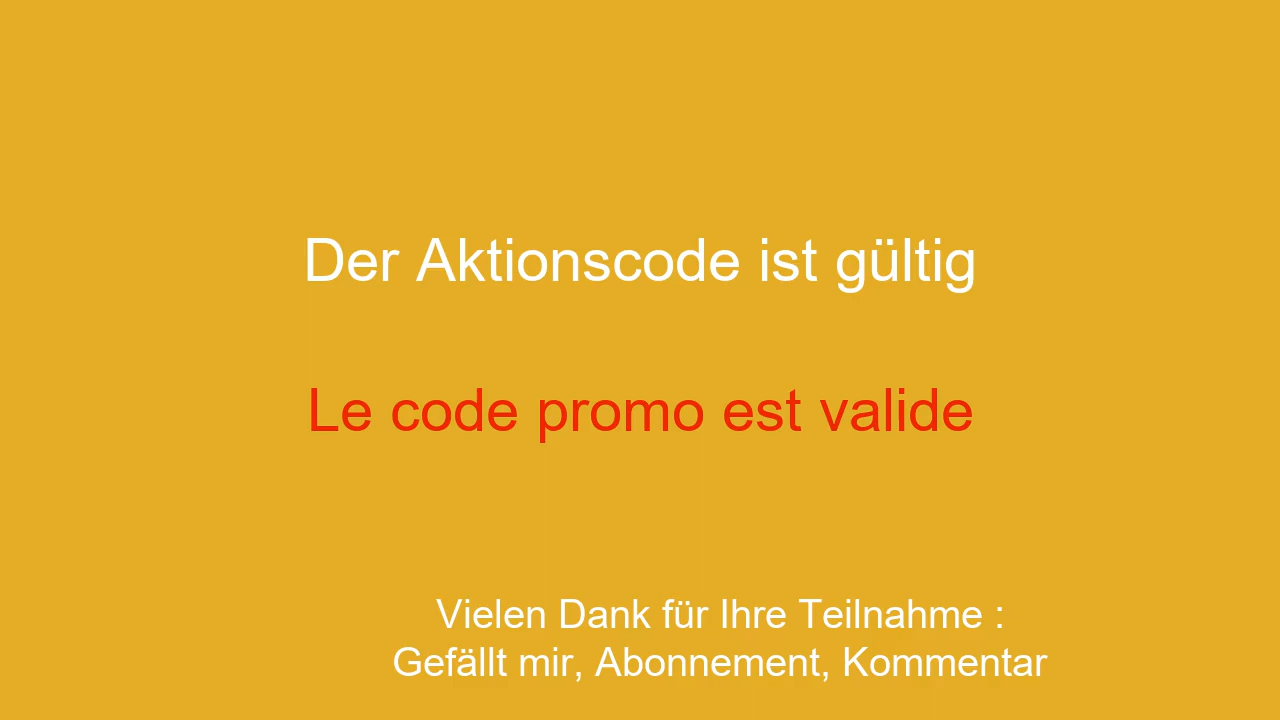 Der Aktionscode ist gültig
Le code promo est valide
Vielen Dank für Ihre Teilnahme :
Gefällt mir, Abonnement, Kommentar